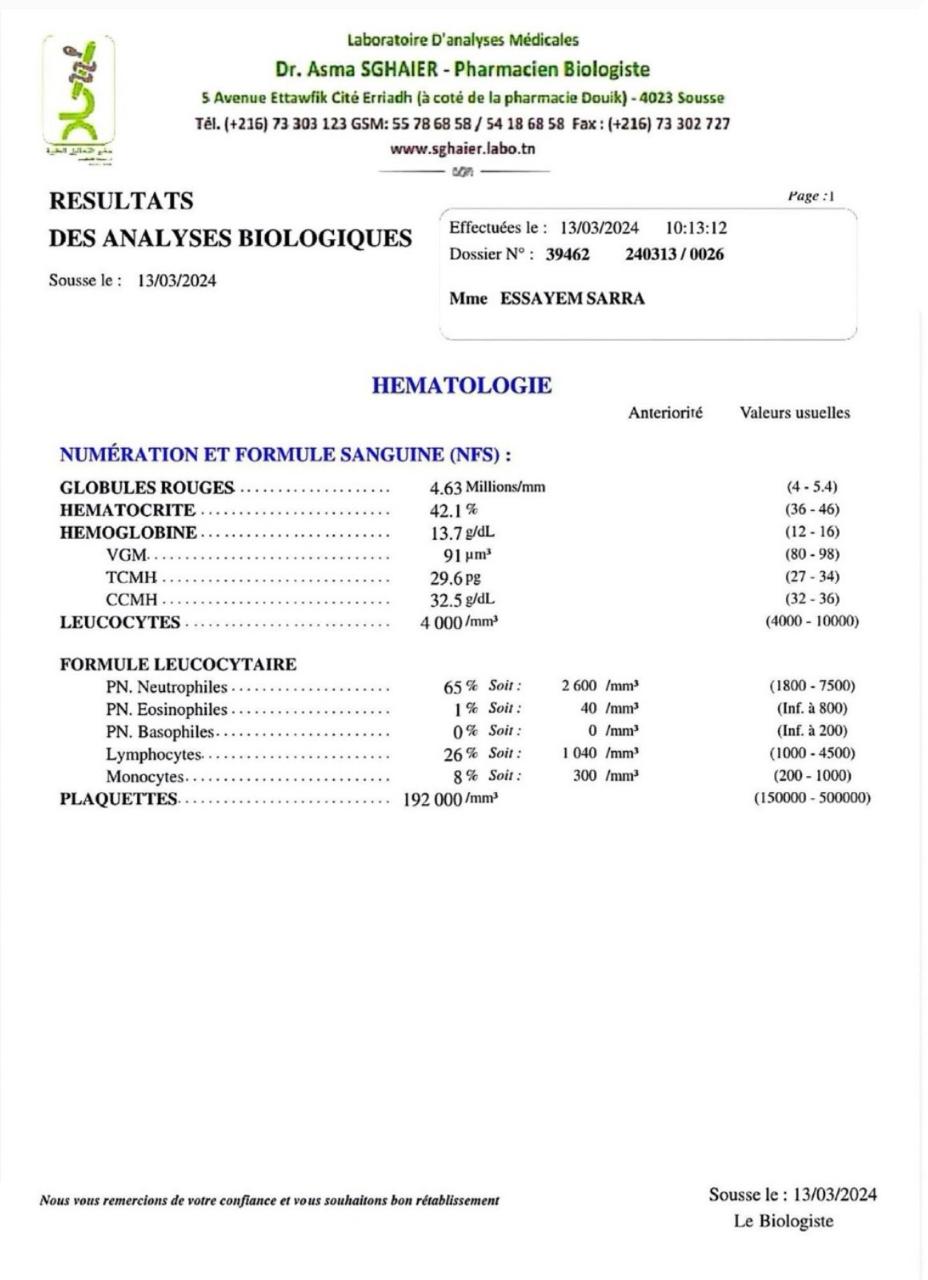 Laboratoire D'analyses Médicales
Dr. Asma SGHAIER - Pharmacien Biologiste
5 Avenue Ettawfik Cité Erriadh (à coté de la pharmacie Douik) - 4023 Sousse
Tél. (+216) 73 303 123 GSM: 55 78 68 58 / 54 18 68 58 Fax : (+216) 73 302 727
www.sghaier.labo.tn
RESULTATS
DES ANALYSES BIOLOGIQUES
Sousse le : 13/03/2024
Page :1
Effectuées le : 13/03/2024 10:13:12
Dossier N° : 39462 240313 / 0026
Mme ESSAYEM SARRA
HEMATOLOGIE
Anteriorité Valeurs usuelles
NUMÉRATION ET FORMULE SANGUINE (NFS) :
GLOBULES ROUGES 4.63 Millions/mm (4 - 5.4)
HEMATOCRITE 42.1 % (36 - 46)
HEMOGLOBINE 13.7 g/dL (12 - 16)
VGM 91 µm³ (80 - 98)
TCMH 29.6 pg (27 - 34)
CCMH 32.5 g/dL (32 - 36)
LEUCOCYTES 4 000 /mm³ (4000 - 10000)
FORMULE LEUCOCYTAIRE
PN. Neutrophiles 65 % Soit : 2 600 /mm³ (1800 - 7500)
PN. Eosinophiles 1 % Soit : 40 /mm³ (Inf. à 800)
PN. Basophiles 0 % Soit : 0 /mm³ (Inf. à 200)
Lymphocytes 26 % Soit : 1 040 /mm³ (1000 - 4500)
Monocytes 8 % Soit : 300 /mm³ (200 - 1000)
PLAQUETTES 192 000 /mm³ (150000 - 500000)
Nous vous remercions de votre confiance et vous souhaitons bon rétablissement
Sousse le : 13/03/2024
Le Biologiste